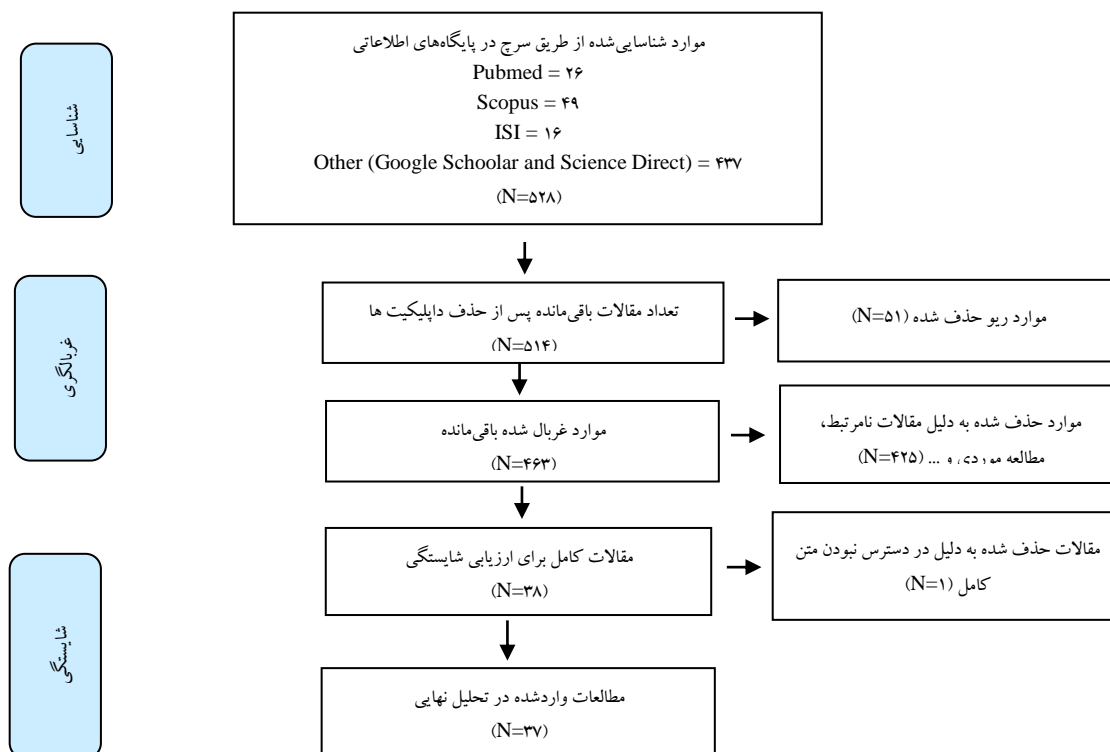 شناسایی
موارد شناسایی‌شده از طریق سرچ در پایگاه‌های اطلاعاتی
Pubmed = ۲۶
Scopus = ۴۹
ISI = ۱۶
Other (Google Schoolar and Science Direct) = ۴۳۷
(N=۵۲۸)
غربالگری
تعداد مقالات باقی‌مانده پس از حذف داپلیکیت ها
(N=۵۱۴)
موارد ریو حذف شده (N=۵۱)
موارد غربال شده باقی‌مانده
(N=۴۶۳)
موارد حذف شده به دلیل مقالات نامرتبط،
مطالعه موردی و ... (N=۴۲۵)
شایستگی
مقالات کامل برای ارزیابی شایستگی
(N=۳۸)
مقالات حذف شده به دلیل در دسترس نبودن متن
کامل (N=۱)
مطالعات واردشده در تحلیل نهایی
(N=۳۷)